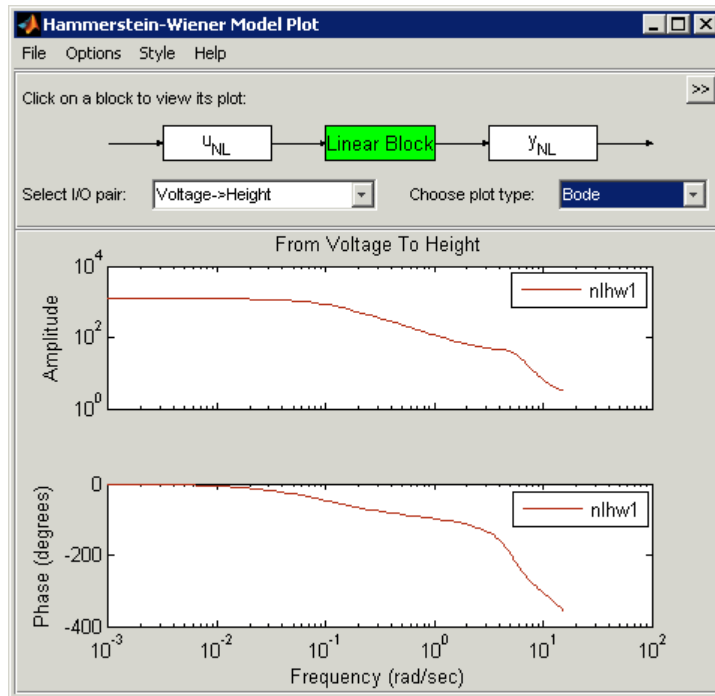 Hammerstein-Wiener Model Plot
File Options Style Help
Click on a block to view its plot:
>>
u_NL Linear Block y_NL
Select I/O pair: Voltage->Height Choose plot type: Bode
From Voltage To Height
Amplitude
10^4
10^2
10^0
nlhw1
Phase (degrees)
0
-200
-400
nlhw1
10^-3 10^-2 10^-1 10^0 10^1 10^2
Frequency (rad/sec)